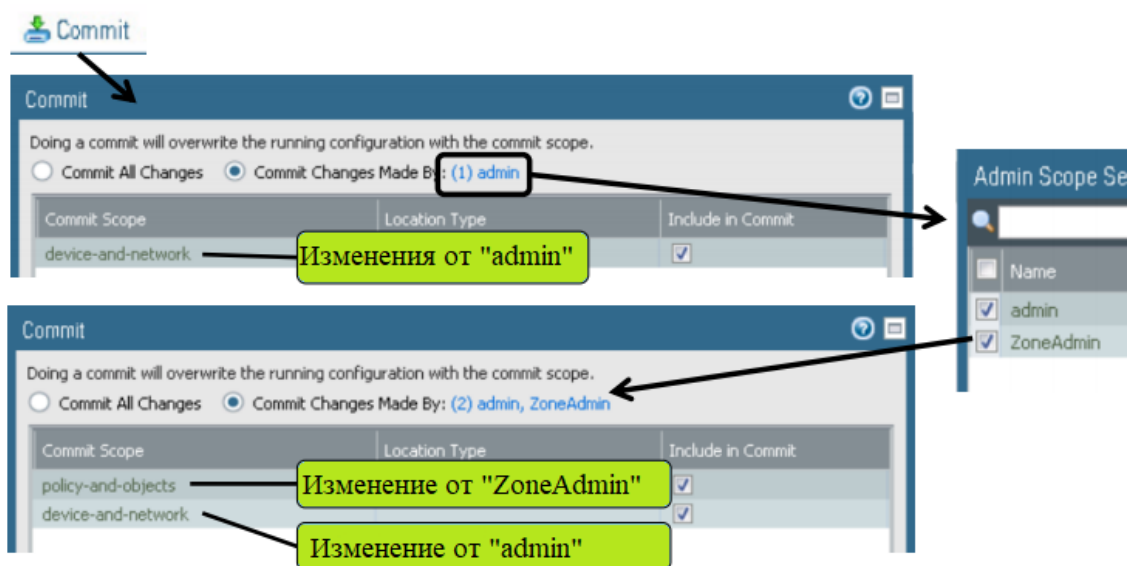 Commit
Commit
Doing a commit will overwrite the running configuration with the commit scope.
Commit All Changes Commit Changes Made By: (1) admin
Commit Scope Location Type Include in Commit
device-and-network
Изменения от "admin"
Admin Scope Se
Name
admin
ZoneAdmin
Commit
Doing a commit will overwrite the running configuration with the commit scope.
Commit All Changes Commit Changes Made By: (2) admin, ZoneAdmin
Commit Scope Location Type Include in Commit
policy-and-objects
Изменение от "ZoneAdmin"
device-and-network
Изменение от "admin"